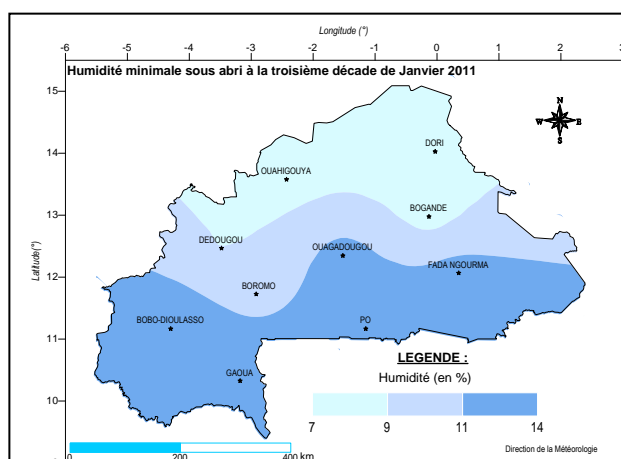 Longitude (°)
-6 -5 -4 -3 -2 -1 0 1 2 3
Humidité minimale sous abri à la troisième décade de Janvier 2011
15
N
W E
S
14
DORI
OUAHIGOUYA
13
BOGANDE
DEDOUGOU
OUAGADOUGOU
Latitude(°)
12
FADA NGOURMA
BOROMO
BOBO-DIOULASSO
PO
11
LEGENDE :
GAOUA
Humidité (en %)
10
7 9 11 14
0 200 400 km
Direction de la Météorologie